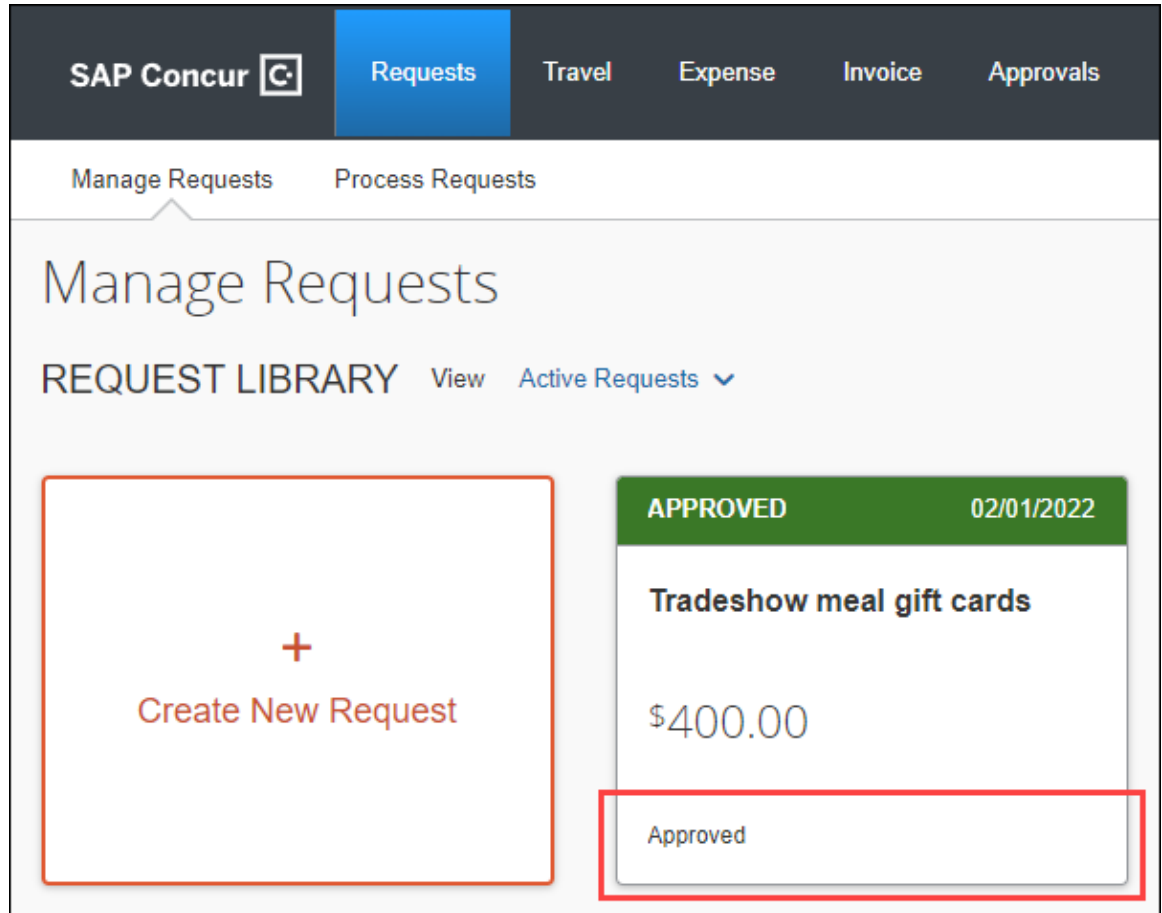 SAP Concur C Requests Travel Expense Invoice Approvals
Manage Requests Process Requests
Manage Requests
REQUEST LIBRARY View Active Requests
+
Create New Request
APPROVED 02/01/2022
Tradeshow meal gift cards
$400.00
Approved